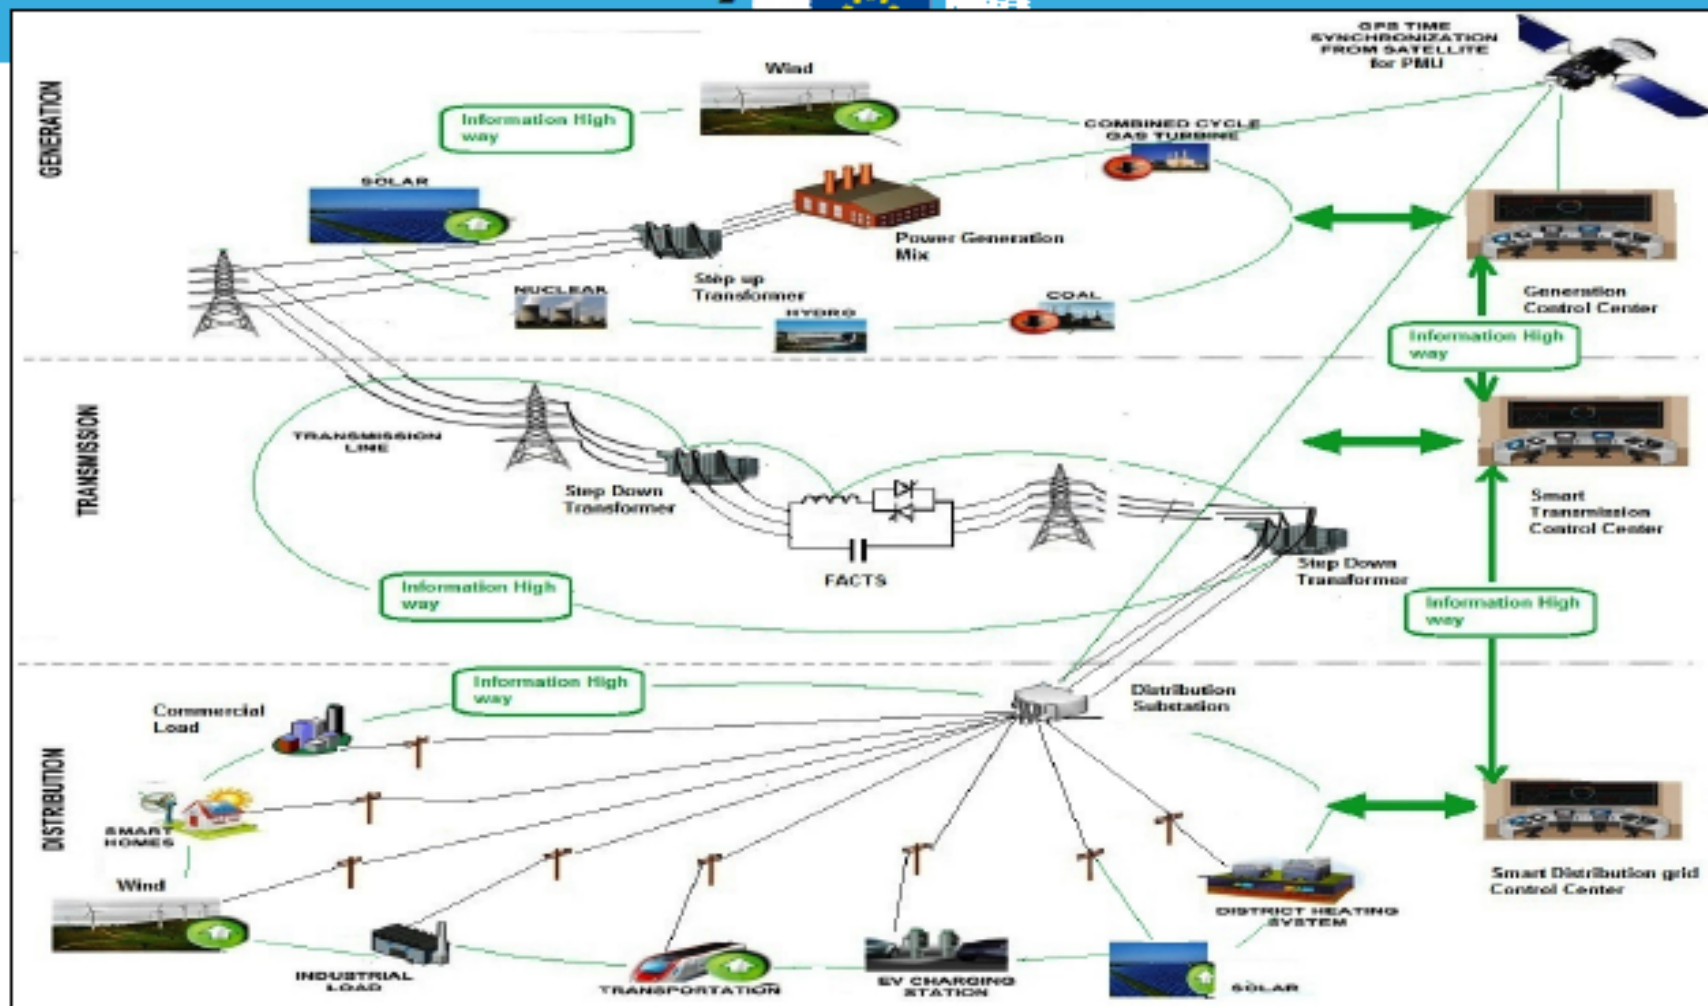 GPS TIME
SYNCHRONIZATION
FROM SATELLITE
for PMU
GENERATION
Wind
Information High
way
COMBINED CYCLE
GAS TURBINE
SOLAR
Power Generation
Mix
Step up
Transformer
NUCLEAR
HYDRO
COAL
Generation
Control Center
Information High
way
TRANSMISSION
TRANSMISSION
LINE
Step Down
Transformer
FACTS
Smart
Transmission
Control Center
Step Down
Transformer
Information High
way
Information High
way
DISTRIBUTION
Information High
way
Commercial
Load
Distribution
Substation
SMART
HOMES
Wind
INDUSTRIAL
LOAD
TRANSPORTATION
EV CHARGING
STATION
SOLAR
DISTRICT HEATING
SYSTEM
Smart Distribution grid
Control Center